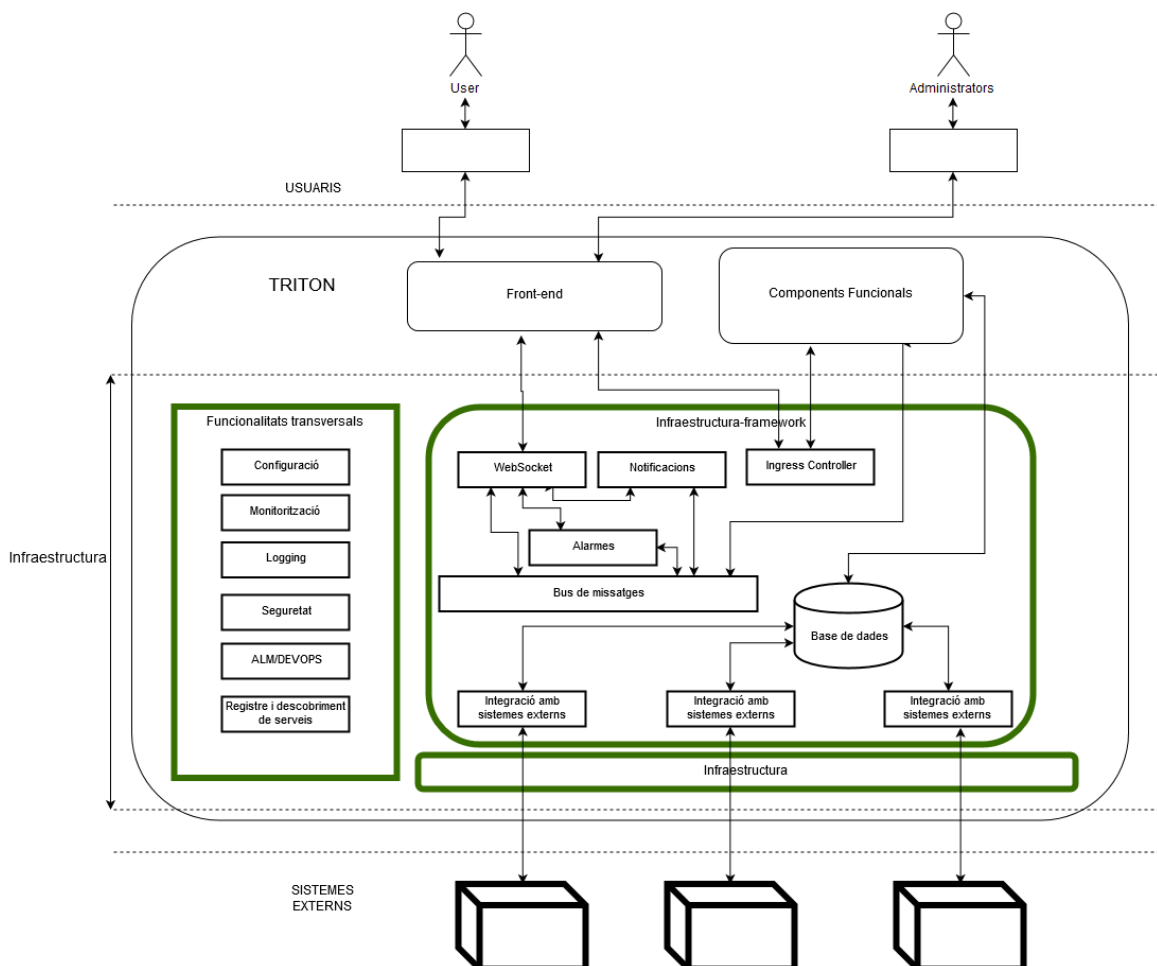 User
Administrators
USUARIS
TRITON
Front-end
Components Funcionals
Infraestructura
Funcionalitats transversals
Configuració
Monitorització
Logging
Seguretat
ALM/DEVOPS
Registre i descobriment
de serveis
Infraestructura-framework
WebSocket
Notificacions
Ingress Controller
Alarmes
Bus de missatges
Base de dades
Integració amb
sistemes externs
Integració amb
sistemes externs
Integració amb
sistemes externs
Infraestructura
SISTEMES
EXTERNS